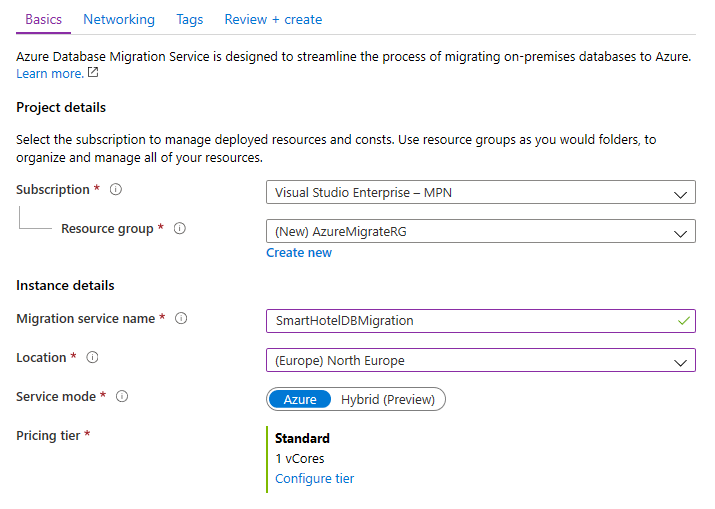 Basics Networking Tags Review + create
Azure Database Migration Service is designed to streamline the process of migrating on-premises databases to Azure.
Learn more.
Project details
Select the subscription to manage deployed resources and consts. Use resource groups as you would folders, to
organize and manage all of your resources.
Subscription * Visual Studio Enterprise – MPN
Resource group * (New) AzureMigrateRG
Create new
Instance details
Migration service name * SmartHotelDBMigration
Location * (Europe) North Europe
Service mode * Azure Hybrid (Preview)
Pricing tier * Standard
1 vCores
Configure tier